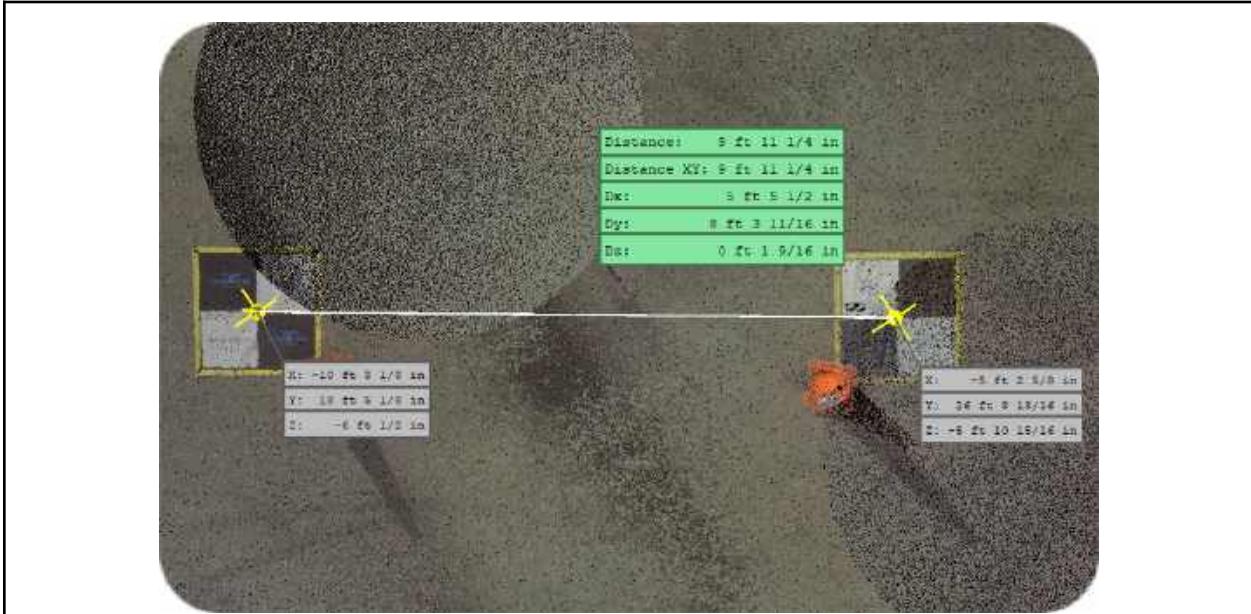 Distance: 9 ft 11 1/4 in
Distance XY: 9 ft 11 1/4 in
Dx: 5 ft 5 1/2 in
Dy: 8 ft 3 11/16 in
Dz: 0 ft 1 9/16 in
X: -10 ft 8 1/8 in
Y: 18 ft 5 1/8 in
Z: -6 ft 1/2 in
X: -5 ft 2 5/8 in
Y: 26 ft 8 13/16 in
Z: -5 ft 10 15/16 in